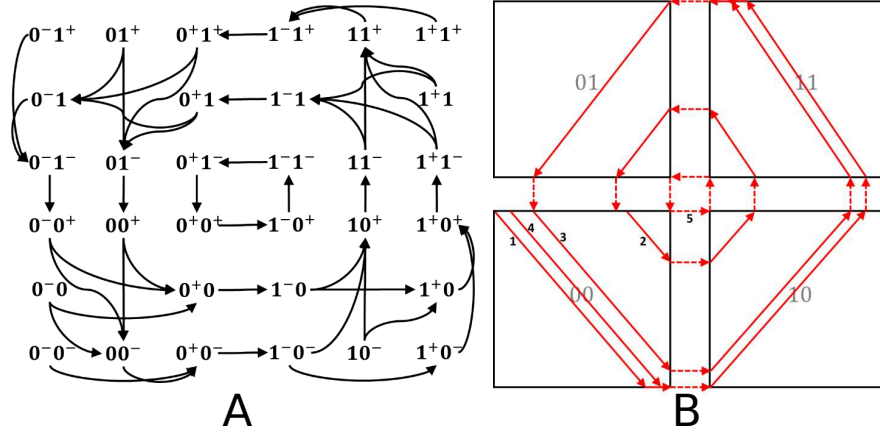 0⁻1⁺ 01⁺ 0⁺1⁺ 1⁻1⁺ 11⁺ 1⁺1⁺
0⁻1 0⁺1 1⁻1 1⁺1
0⁻1⁻ 01⁻ 0⁺1⁻ 1⁻1⁻ 11⁻ 1⁺1⁻
0⁻0⁺ 00⁺ 0⁺0⁺ 1⁻0⁺ 10⁺ 1⁺0⁺
0⁻0 0⁺0 1⁻0 1⁺0
0⁻0⁻ 00⁻ 0⁺0⁻ 1⁻0⁻ 10⁻ 1⁺0⁻
A
01 11
5
1 4 3 2
00 10
B